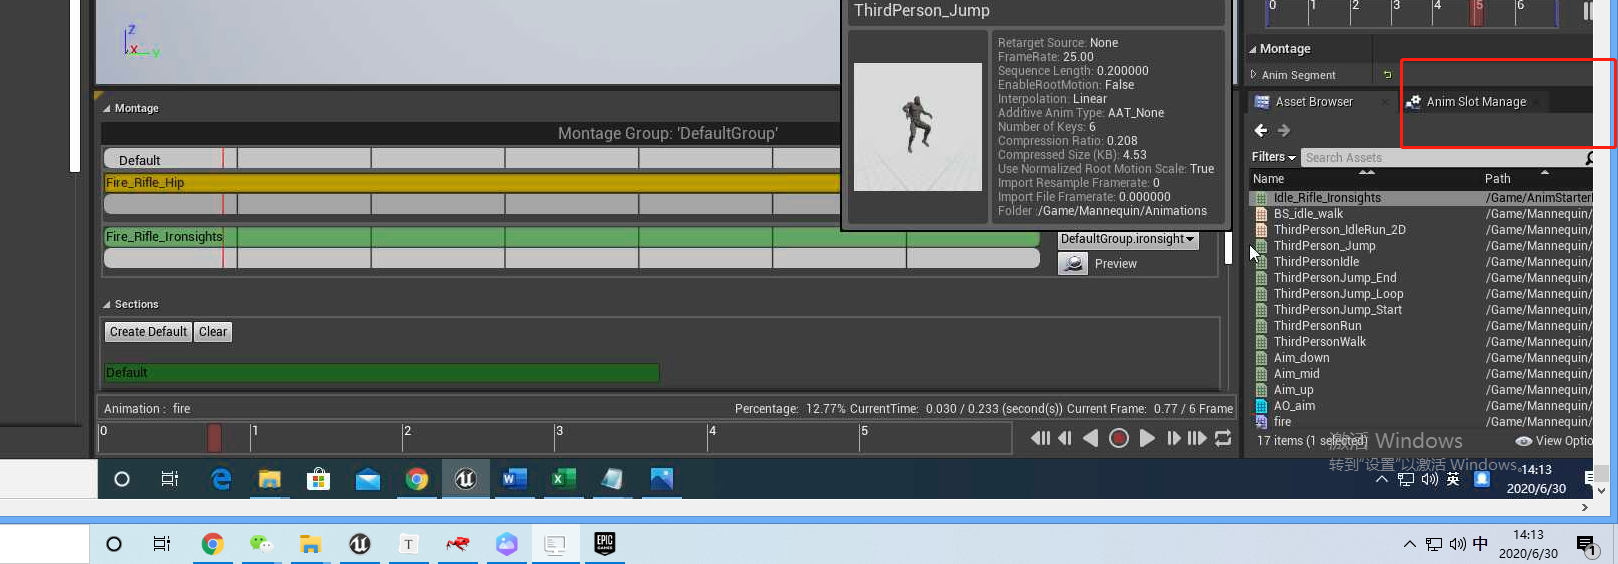 ThirdPerson_Jump
Retarget Source: None
FrameRate: 25.00
Sequence Length: 0.200000
EnableRootMotion: False
Interpolation: Linear
Additive Anim Type: AAT_None
Number of Keys: 6
Compression Ratio: 0.208
Compressed Size (KB): 4.53
Use Normalized Root Motion Scale: True
Import Resample Framerate: 0
Import File Framerate: 0.000000
Folder :/Game/Mannequin/Animations
Z
X
Y
Montage
Montage Group: 'DefaultGroup'
Default
Fire_Rifle_Hip
Fire_Rifle_Ironsights
DefaultGroup.ironsight
Preview
Sections
Create Default Clear
Default
Animation : fire
Percentage: 12.77% CurrentTime: 0.030 / 0.233 (second(s)) Current Frame: 0.77 / 6 Frame
0 1 2 3 4 5
0 1 2 3 4 5 6
Montage
Anim Segment
Asset Browser
Anim Slot Manage
Filters
Search Assets
Name Path
Idle_Rifle_Ironsights /Game/AnimStarter
BS_idle_walk /Game/Mannequin/
ThirdPerson_IdleRun_2D /Game/Mannequin/
ThirdPerson_Jump /Game/Mannequin/
ThirdPersonIdle /Game/Mannequin/
ThirdPersonJump_End /Game/Mannequin/
ThirdPersonJump_Loop /Game/Mannequin/
ThirdPersonJump_Start /Game/Mannequin/
ThirdPersonRun /Game/Mannequin/
ThirdPersonWalk /Game/Mannequin/
Aim_down /Game/Mannequin/
Aim_mid /Game/Mannequin/
Aim_up /Game/Mannequin/
AO_aim /Game/Mannequin/
fire /Game/Mannequin/
17 items (1 selected) View Optio
激活 Windows
转到"设置"以激活 Windows。
英
14:13
2020/6/30
T
EPIC
GAMES
中
14:13
2020/6/30
1